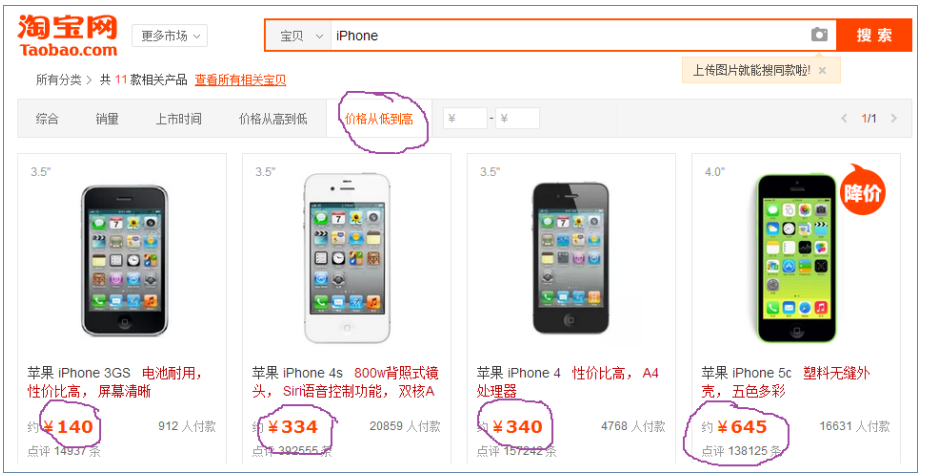 淘宝网
Taobao.com
更多市场
宝贝
iPhone
搜 索
上传图片就能搜同款啦! ×
所有分类 > 共 11 款相关产品 查看所有相关宝贝
综合 销量 上市时间 价格从高到低 价格从低到高 ¥ - ¥ < 1/1 >
3.5"
3.5"
3.5"
4.0"
降价
苹果 iPhone 3GS 电池耐用，
性价比高， 屏幕清晰
约 ¥140 912 人付款
点评 14937 条
苹果 iPhone 4s 800w背照式镜
头， Siri语音控制功能， 双核A
约 ¥334 20859 人付款
点评 392555 条
苹果 iPhone 4 性价比高， A4
处理器
约 ¥340 4768 人付款
点评 157242 条
苹果 iPhone 5c 塑料无缝外
壳， 五色多彩
约 ¥645 16631 人付款
点评 138125 条